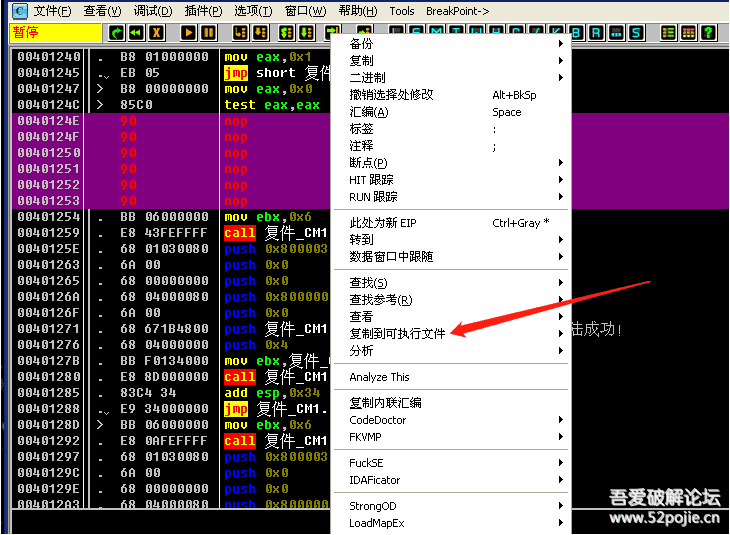 文件(F) 查看(V) 调试(D) 插件(P) 选项(T) 窗口(W) 帮助(H) Tools BreakPoint->
暂停
00401240 . B8 01000000 mov eax,0x1
00401245 . EB 05 jmp short 复件
00401247 > B8 00000000 mov eax,0x0
0040124C > 85C0 test eax,eax
0040124E 90 nop
0040124F 90 nop
00401250 90 nop
00401251 90 nop
00401252 90 nop
00401253 90 nop
00401254 . BB 06000000 mov ebx,0x6
00401259 . E8 43FEFFFF call 复件_CM1
0040125E . 68 01030080 push 0x800003
00401263 . 6A 00 push 0x0
00401265 . 68 00000000 push 0x0
0040126A . 68 04000080 push 0x800000
0040126F . 6A 00 push 0x0
00401271 . 68 671B4800 push 复件_CM1 陆成功!
00401276 . 68 04000000 push 0x4
0040127B . BB F0134000 mov ebx,复件_
00401280 . E8 8D000000 call 复件_CM1
00401285 . 83C4 34 add esp,0x34
00401288 . E9 34000000 jmp 复件_CM1.
0040128D > BB 06000000 mov ebx,0x6
00401292 . E8 0AFEFFFF call 复件_CM1
00401297 . 68 01030080 push 0x800003
0040129C . 6A 00 push 0x0
0040129E . 68 00000000 push 0x0
004012A3 . 68 04000080 push 0x800000
备份
复制
二进制
撤销选择处修改 Alt+BkSp
汇编(A) Space
标签 :
注释 ;
断点(P)
HIT 跟踪
RUN 跟踪
此处为新 EIP Ctrl+Gray *
转到
数据窗口中跟随
查找(S)
查找参考(R)
查看
复制到可执行文件
分析
Analyze This
复制内联汇编
CodeDoctor
FKVMP
FuckSE
IDAFicator
StrongOD
LoadMapEx
吾爱破解论坛
www.52pojie.cn